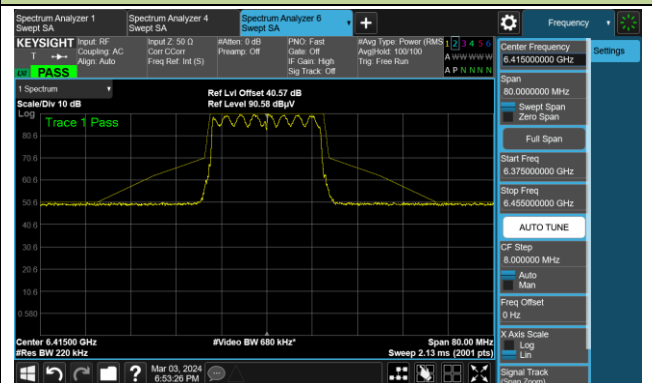 Spectrum Analyzer 1
Swept SA
Spectrum Analyzer 4
Swept SA
Spectrum Analyzer 6
Swept SA
+
Frequency
KEYSIGHT
T
LXI PASS
Input: RF
Coupling: AC
Align: Auto
Input Z: 50 Ω
Corr CCorr
Freq Ref: Int (S)
#Atten: 0 dB
Preamp: Off
PNO: Fast
Gate: Off
IF Gain: High
Sig Track: Off
#Avg Type: Power (RMS
Avg|Hold: 100/100
Trig: Free Run
1 2 3 4 5 6
A W W W W W
A P N N N N
Center Frequency
6.415000000 GHz
Settings
Span
80.0000000 MHz
Swept Span
Zero Span
Full Span
Start Freq
6.375000000 GHz
Stop Freq
6.455000000 GHz
AUTO TUNE
CF Step
8.000000 MHz
Auto
Man
Freq Offset
0 Hz
X Axis Scale
Log
Lin
Signal Track
(Span Zoom)
1 Spectrum
Scale/Div 10 dB
Ref Lvl Offset 40.57 dB
Ref Level 90.58 dBµV
Log
Trace 1 Pass
80.6
70.6
60.6
50.6
40.6
30.6
20.6
10.6
0.580
Center 6.41500 GHz
#Res BW 220 kHz
#Video BW 680 kHz*
Span 80.00 MHz
Sweep 2.13 ms (2001 pts)
?
Mar 03, 2024
6:53:26 PM